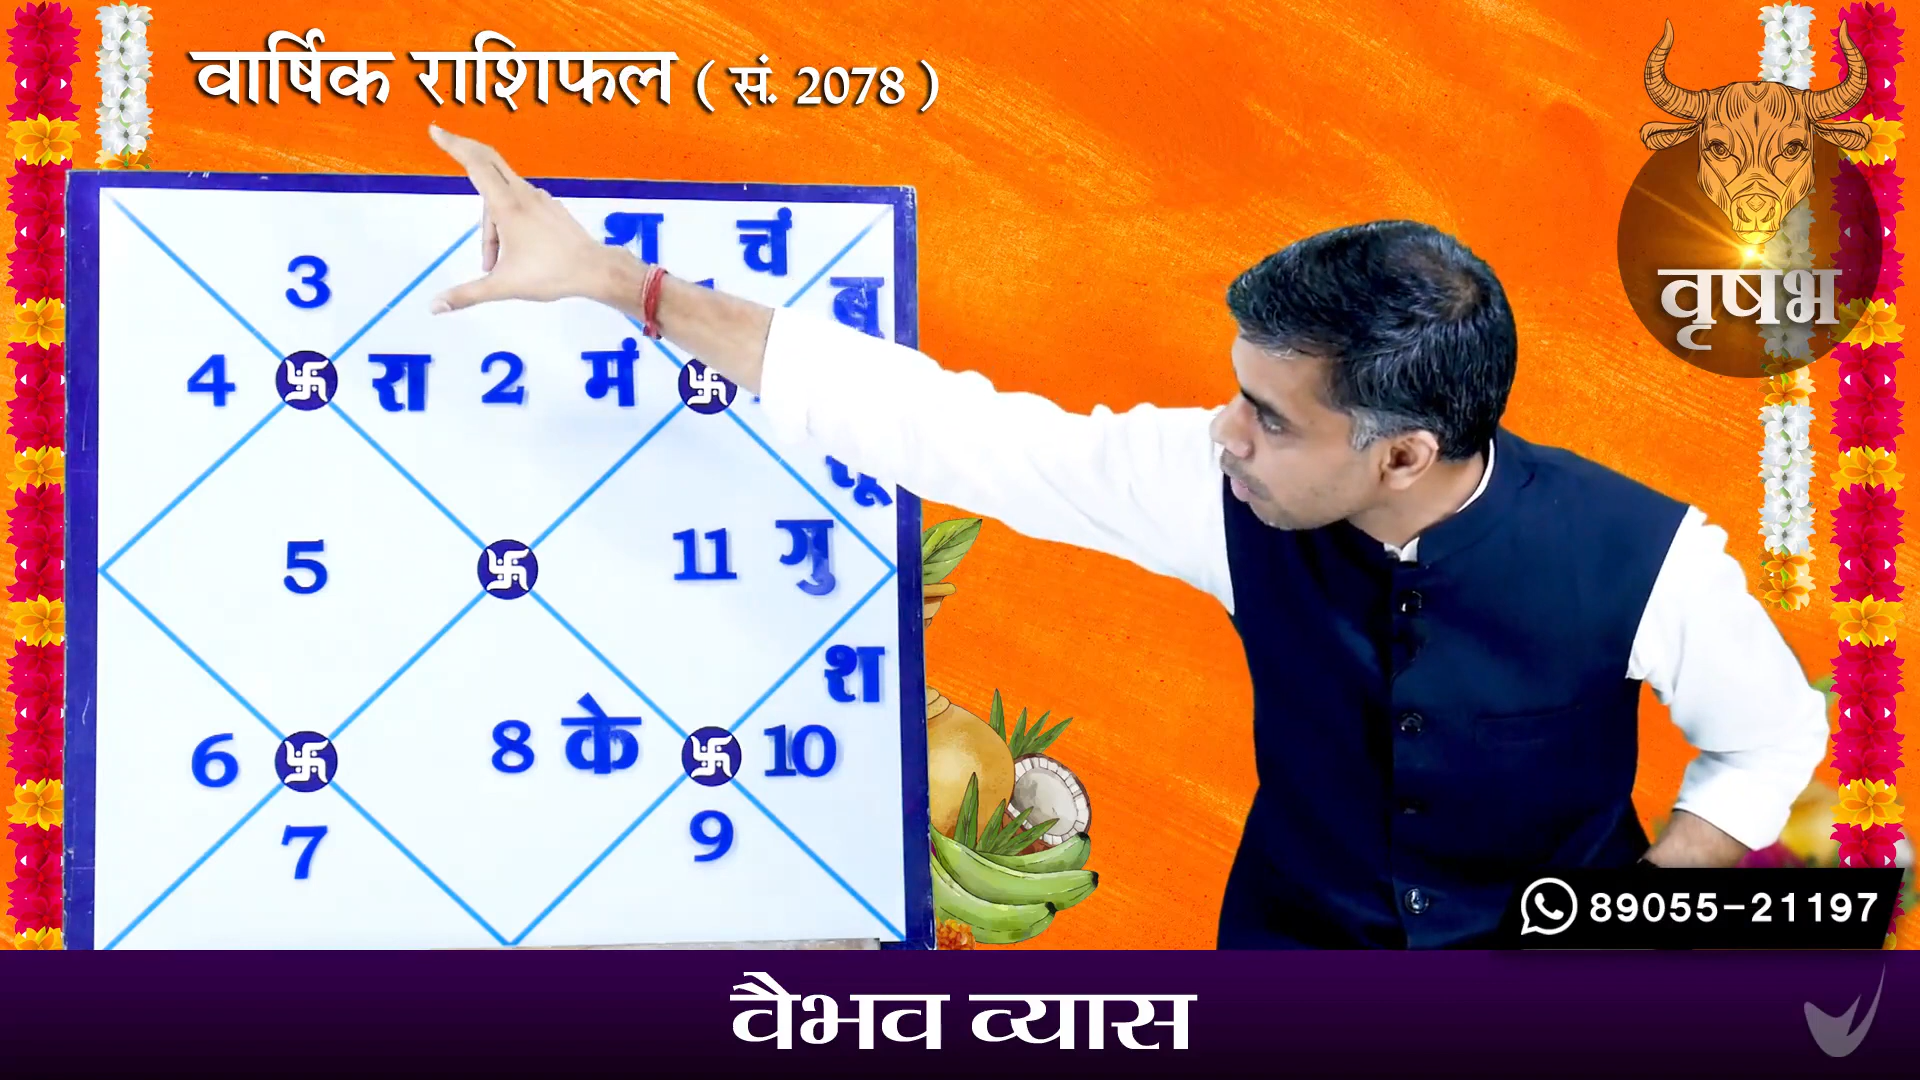 वार्षिक राशिफल ( सं. 2078 )
वृषभ
चं
3
4 रा 2 मं
5
11 गु
श
8 के
6 10
7 9
89055-21197
वैभव व्यास